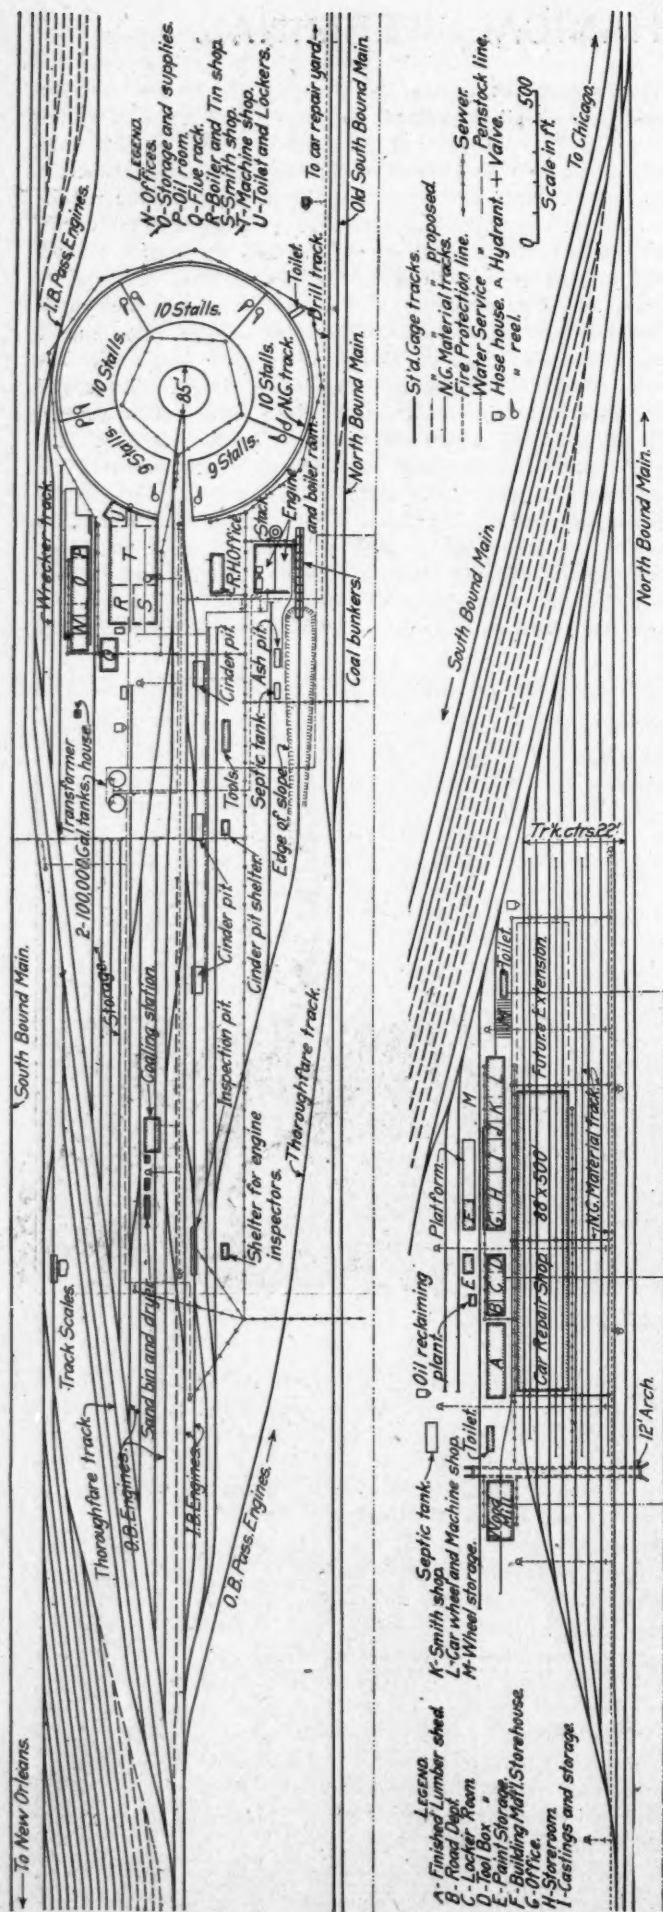 To New Orleans.
South Bound Main.
Track Scales.
Thoroughfare track
O.B. Engines.
Sand bin and dryer
I.B. Engines.
O.B. Pass. Engines.
Storage.
Coaling station.
Inspection pit.
Shelter for engine
inspectors.
Thoroughfare track.
Transformer
house.
2-100,000 Gal. tanks,
Cinder pit.
Cinder pit.
Cinder pit shelter.
Tools
Septic tank.
Ash pit
Edge of slope
Wrecker track.
R
S
T
U
R.H. Office
Stack
Engine
and boiler room.
Coal bunkers.
I.B. Pass. Engines.
10 Stalls.
10 Stalls.
10 Stalls.
9 Stalls.
9 Stalls.
85'
N.G. track.
Toilet.
Drill track.
North Bound Main.
Old South Bound Main.
To car repair yard.
LEGEND.
N-Offices.
O-Storage and supplies.
P-Oil room.
Q-Flue rack.
R-Boiler and Tin shop.
S-Smith shop.
T-Machine shop.
U-Toilet and Lockers.
LEGEND.
A-Finished Lumber shed.
B-Road Dept.
C-Locker Room
D-Tool Box "
E-Paint Storage.
F-Building Mat'l. Storehouse.
G-Office.
H-Storeroom.
I-Castings and storage.
K-Smith shop.
L-Car wheel and Machine shop.
M-Wheel storage.
Septic tank.
Oil reclaiming
plant.
Platform
Wood
Mill
Toilet.
A
B C D
E
F
M
G H I J K L
M
Toilet.
Car Repair Shop 88' x 500'
Future Extension
N.G. Material track.
12' Arch.
Tr'k. ctrs. 22'
South Bound Main.
North Bound Main.
To Chicago.
St'd. Gage tracks.
" " " proposed.
N.G. Material tracks.
Fire Protection line.
Sewer.
Water Service "
Penstock line.
Hose house.
Hydrant.
Valve.
" reel.
0 500
Scale in ft.